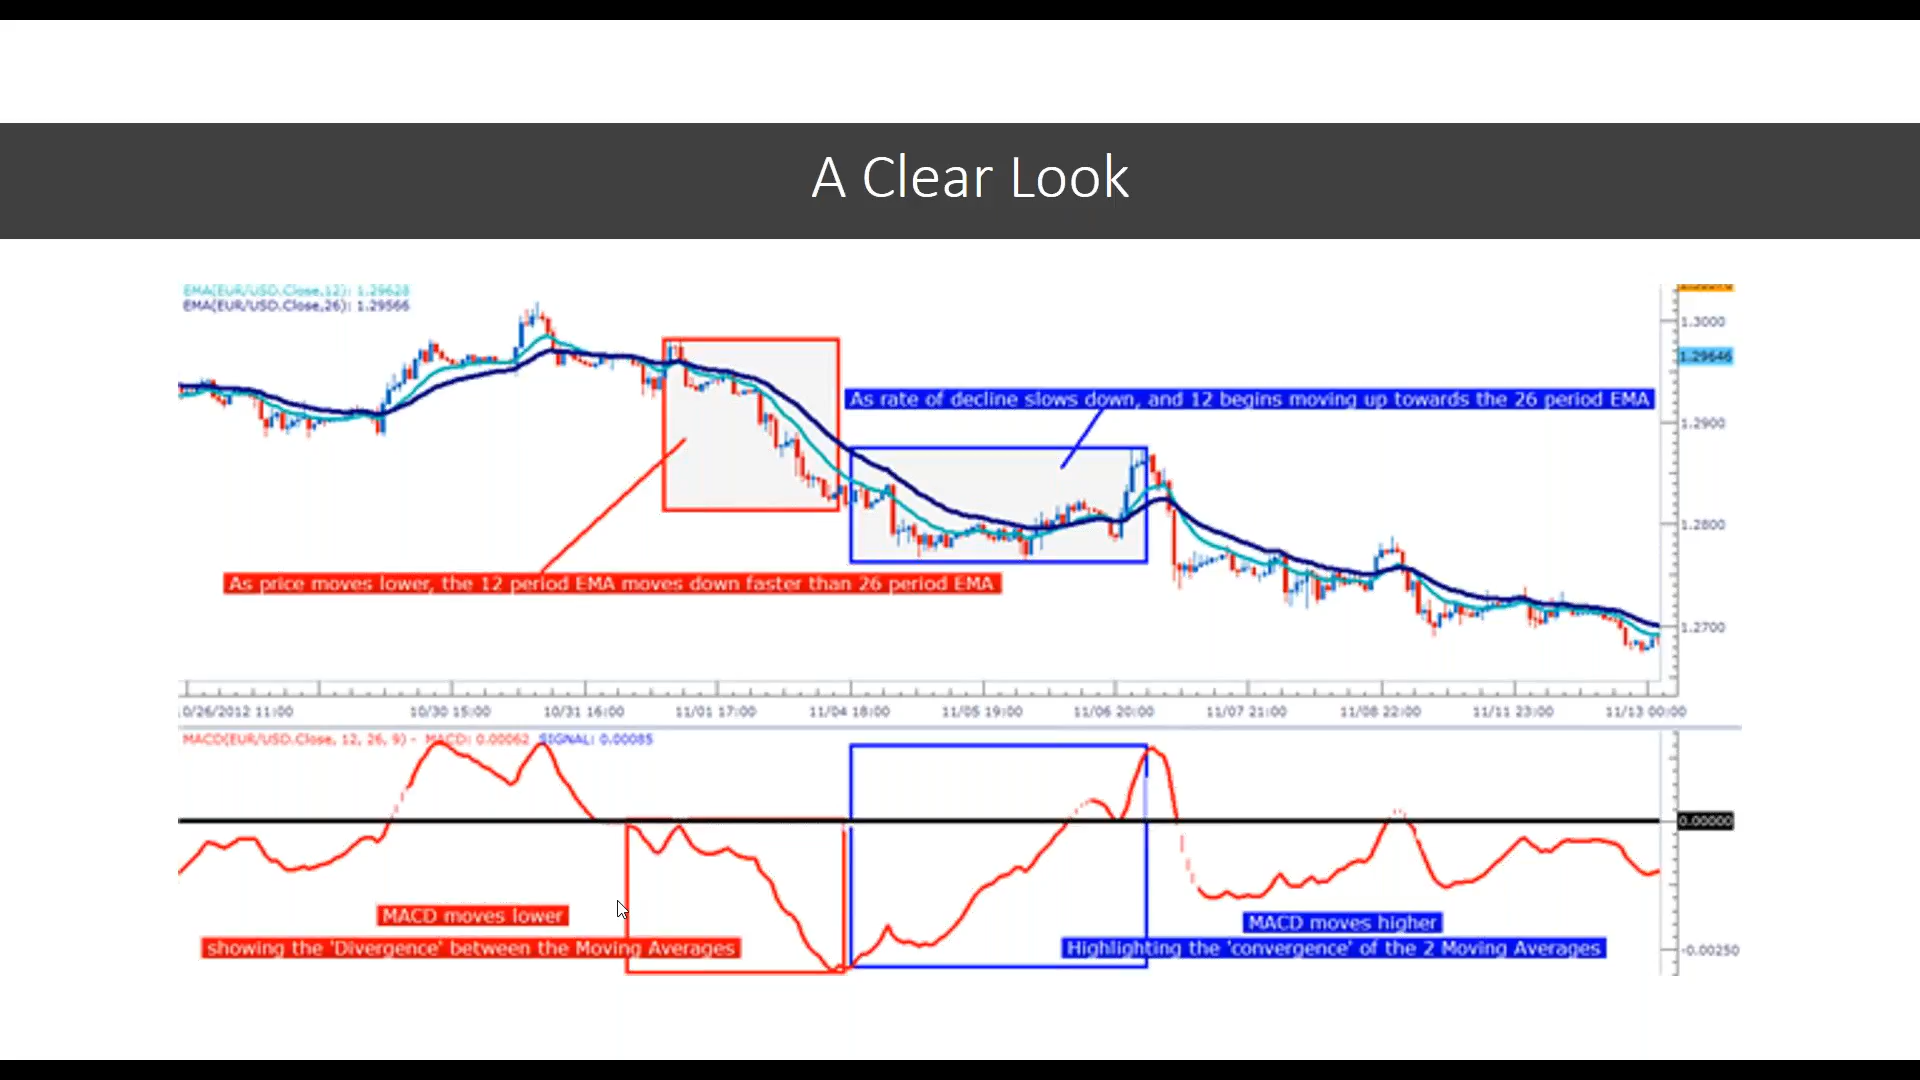 A Clear Look
EMA(EUR/USD.Close,12): 1.29628
EMA(EUR/USD.Close,26): 1.29566
1.3000
1.29646
As rate of decline slows down, and 12 begins moving up towards the 26 period EMA
1.2900
1.2800
As price moves lower, the 12 period EMA moves down faster than 26 period EMA
1.2700
0/26/2012 11:00 10/30 15:00 10/31 16:00 11/01 17:00 11/04 18:00 11/05 19:00 11/06 20:00 11/07 21:00 11/08 22:00 11/11 23:00 11/13 00:00
MACD(EUR/USD.Close, 12, 26, 9) - MACD: 0.00062 SIGNAL: 0.00085
0.00000
MACD moves lower
MACD moves higher
showing the 'Divergence' between the Moving Averages
Highlighting the 'convergence' of the 2 Moving Averages
-0.00250